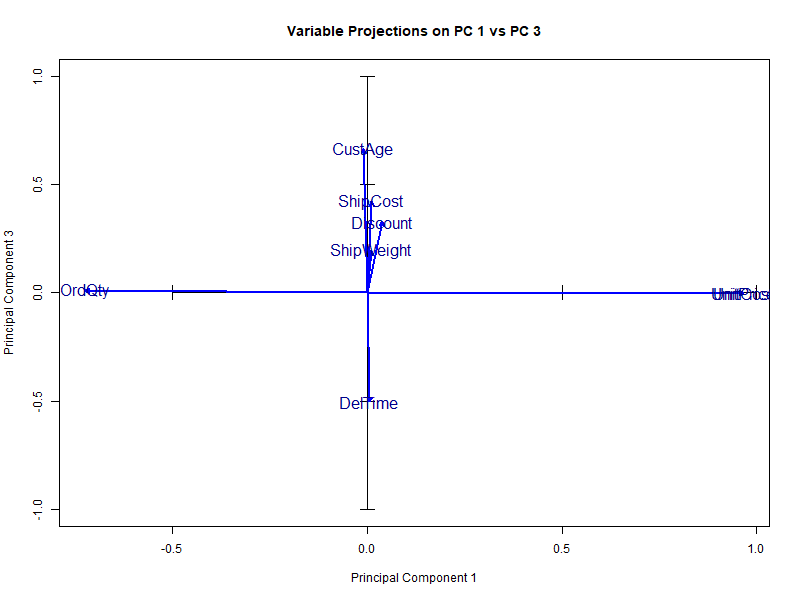 Variable Projections on PC 1 vs PC 3
1.0
CustAge
0.5
ShipCost
Discount
ShipWeight
Principal Component 3
0.0
OrdQty
-0.5
DelTime
-1.0
-0.5
0.0
0.5
1.0
Principal Component 1